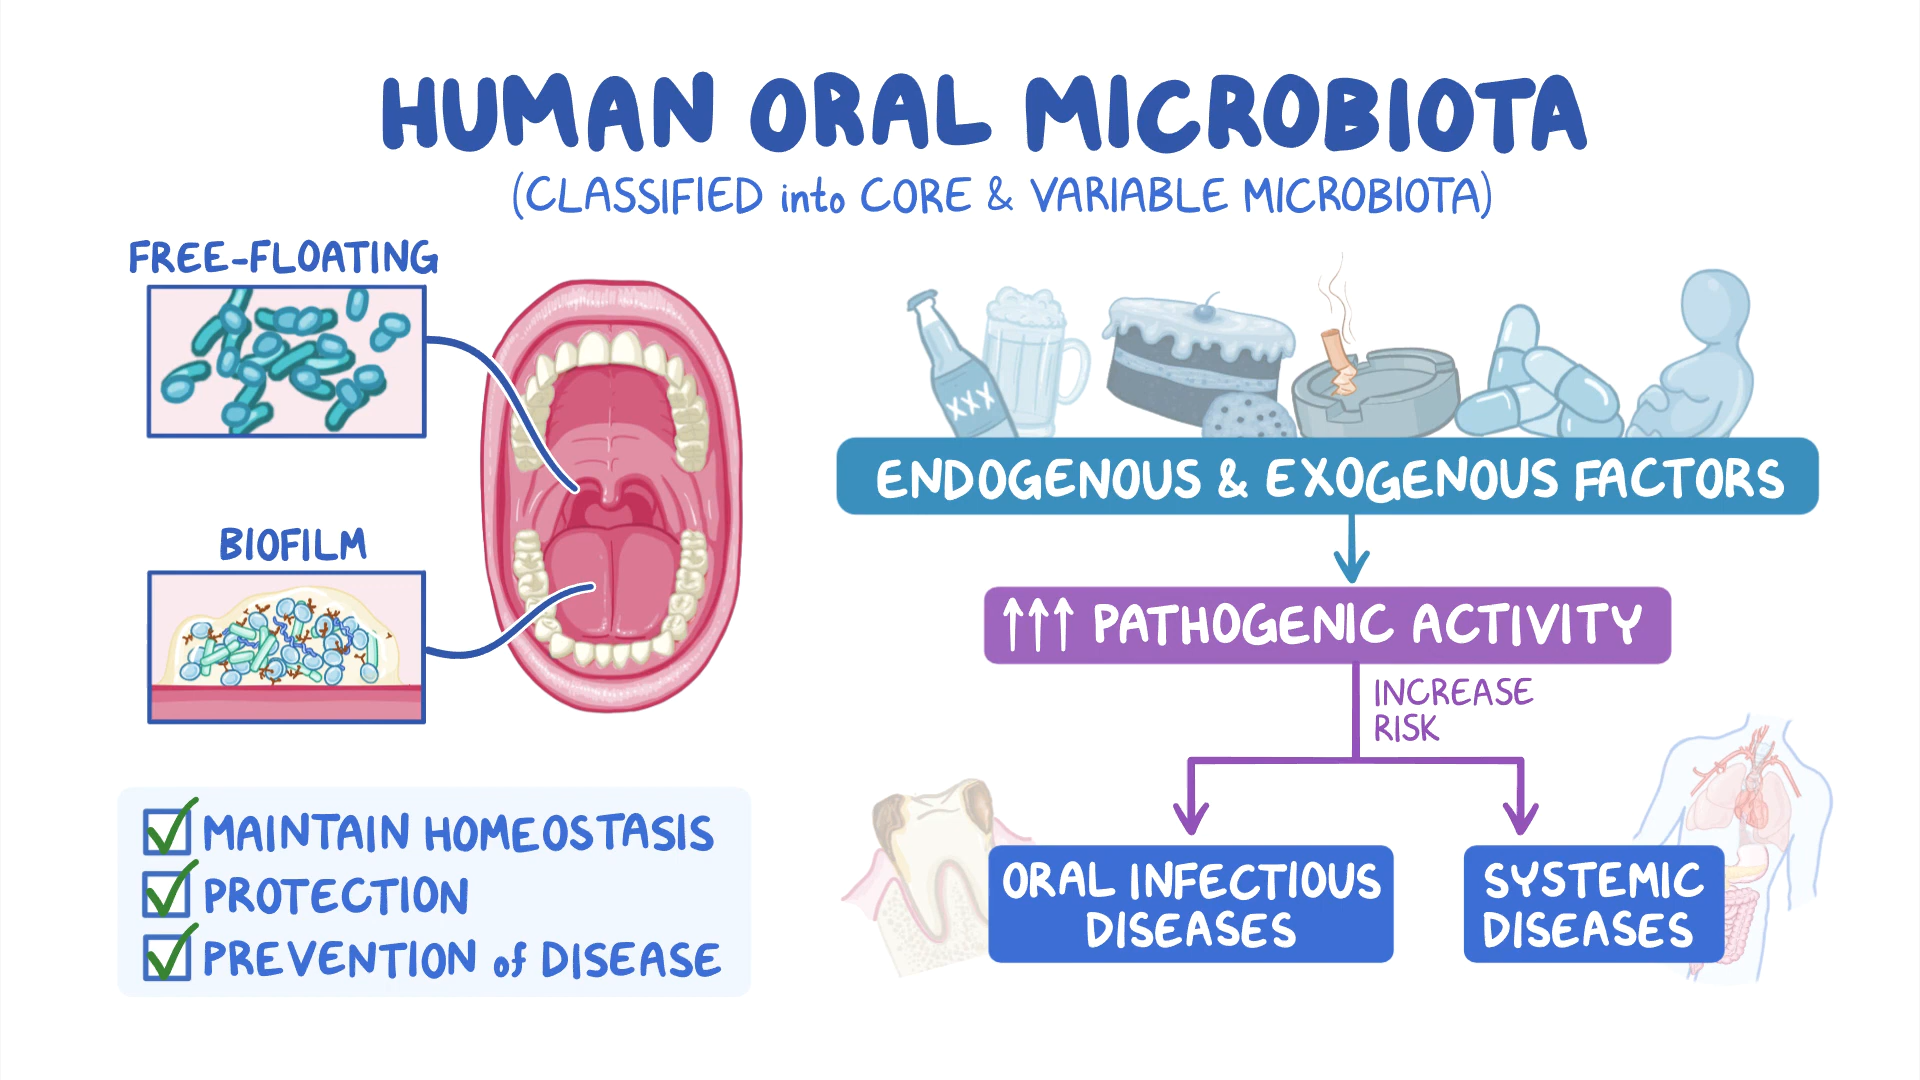 HUMAN ORAL MICROBIOTA
(CLASSIFIED into CORE & VARIABLE MICROBIOTA)
FREE-FLOATING
BIOFILM
MAINTAIN HOMEOSTASIS
PROTECTION
PREVENTION of DISEASE
XXX
ENDOGENOUS & EXOGENOUS FACTORS
↑↑↑ PATHOGENIC ACTIVITY
INCREASE
RISK
ORAL INFECTIOUS
DISEASES
SYSTEMIC
DISEASES